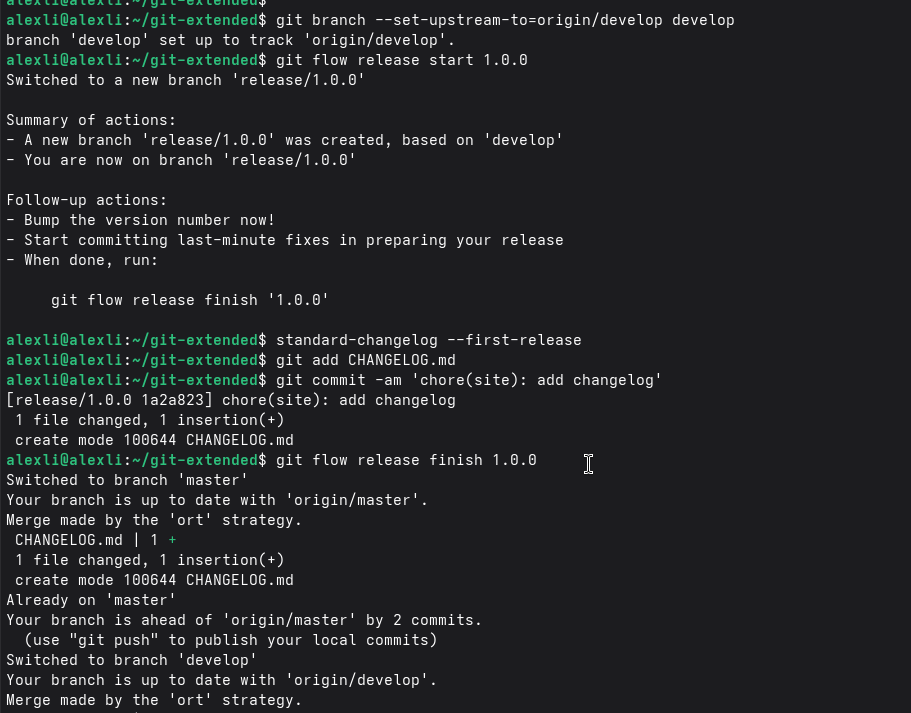 alexli@alexli:~/git-extended$
alexli@alexli:~/git-extended$ git branch --set-upstream-to=origin/develop develop
branch 'develop' set up to track 'origin/develop'.
alexli@alexli:~/git-extended$ git flow release start 1.0.0
Switched to a new branch 'release/1.0.0'
Summary of actions:
- A new branch 'release/1.0.0' was created, based on 'develop'
- You are now on branch 'release/1.0.0'
Follow-up actions:
- Bump the version number now!
- Start committing last-minute fixes in preparing your release
- When done, run:
git flow release finish '1.0.0'
alexli@alexli:~/git-extended$ standard-changelog --first-release
alexli@alexli:~/git-extended$ git add CHANGELOG.md
alexli@alexli:~/git-extended$ git commit -am 'chore(site): add changelog'
[release/1.0.0 1a2a823] chore(site): add changelog
1 file changed, 1 insertion(+)
create mode 100644 CHANGELOG.md
alexli@alexli:~/git-extended$ git flow release finish 1.0.0
Switched to branch 'master'
Your branch is up to date with 'origin/master'.
Merge made by the 'ort' strategy.
CHANGELOG.md | 1 +
1 file changed, 1 insertion(+)
create mode 100644 CHANGELOG.md
Already on 'master'
Your branch is ahead of 'origin/master' by 2 commits.
(use "git push" to publish your local commits)
Switched to branch 'develop'
Your branch is up to date with 'origin/develop'.
Merge made by the 'ort' strategy.